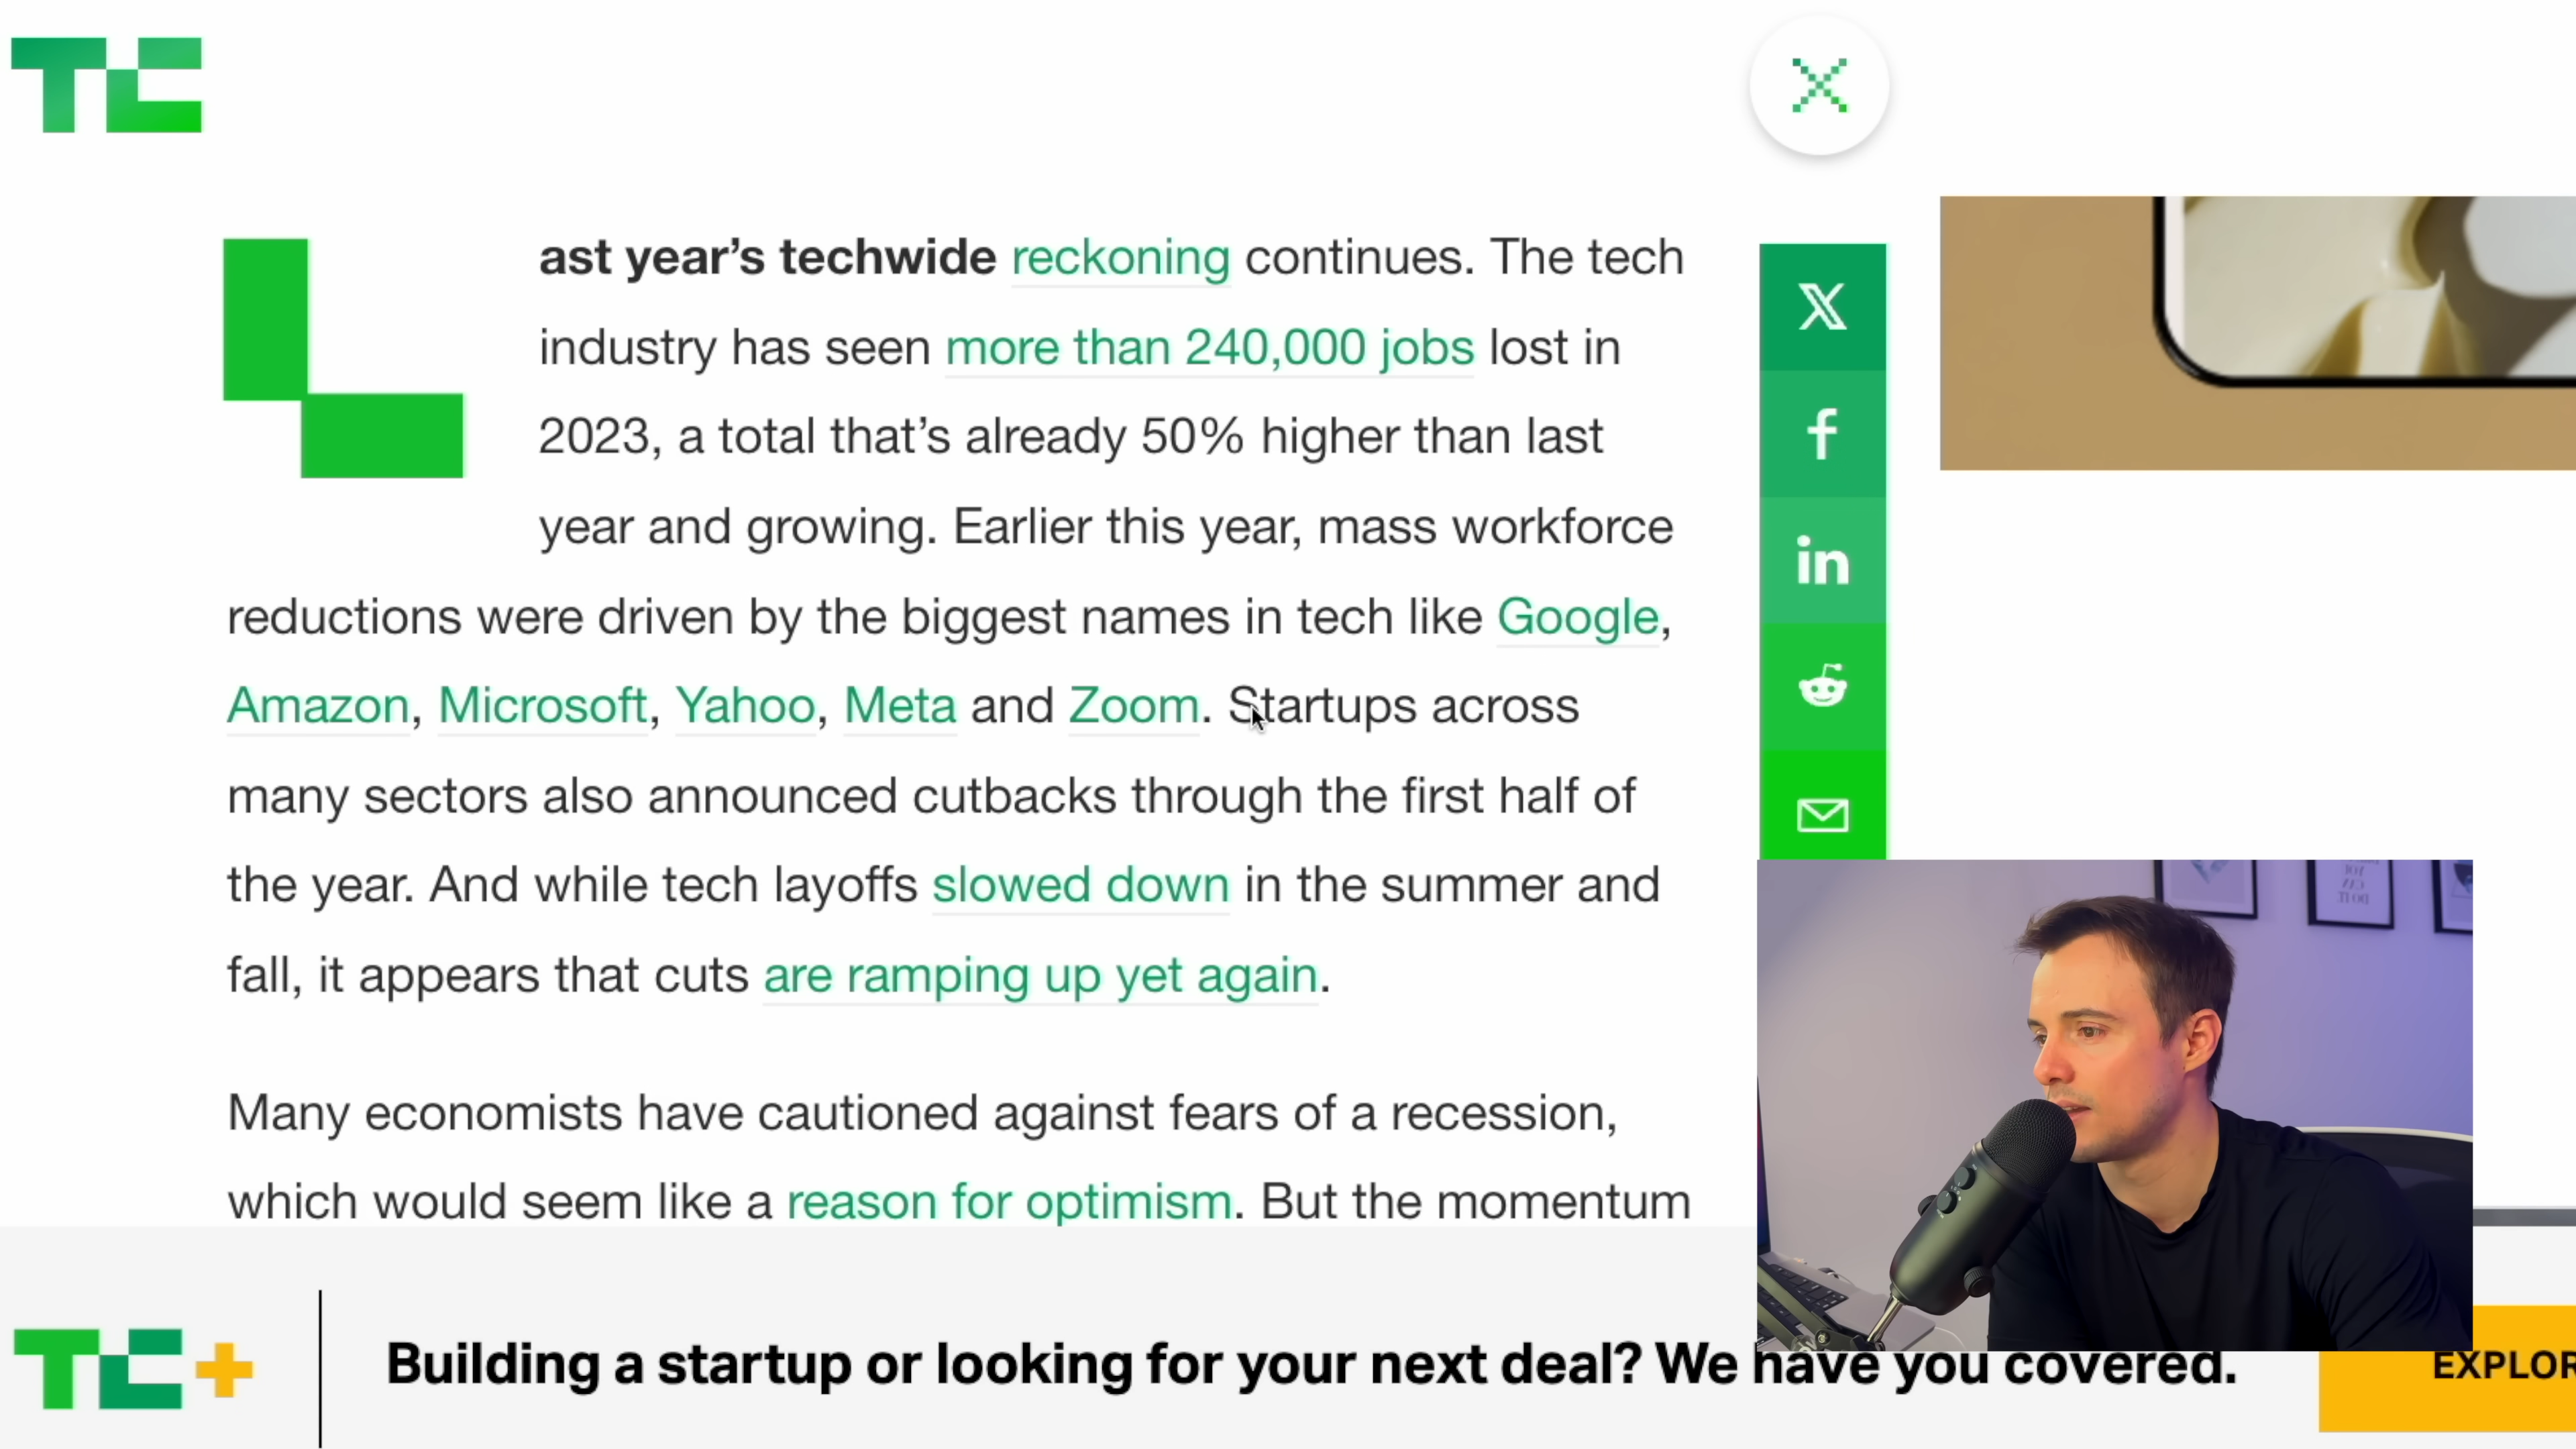 TC
Last year’s techwide reckoning continues. The tech
industry has seen more than 240,000 jobs lost in
2023, a total that’s already 50% higher than last
year and growing. Earlier this year, mass workforce
reductions were driven by the biggest names in tech like Google,
Amazon, Microsoft, Yahoo, Meta and Zoom. Startups across
many sectors also announced cutbacks through the first half of
the year. And while tech layoffs slowed down in the summer and
fall, it appears that cuts are ramping up yet again.
Many economists have cautioned against fears of a recession,
which would seem like a reason for optimism. But the momentum
X
f
in
YOU
CAN
DO IT
TC+
Building a startup or looking for your next deal? We have you covered.
EXPLOR